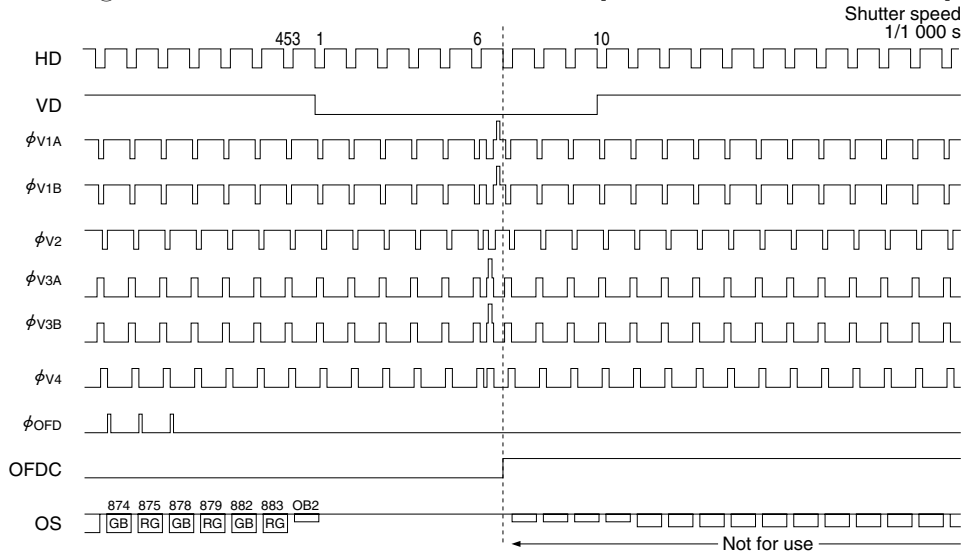 Shutter speed
1/1 000 s
453 1 6 10
HD
VD
ϕV1A
ϕV1B
ϕV2
ϕV3A
ϕV3B
ϕV4
ϕOFD
OFDC
874 875 878 879 882 883 OB2
OS GB RG GB RG GB RG
Not for use